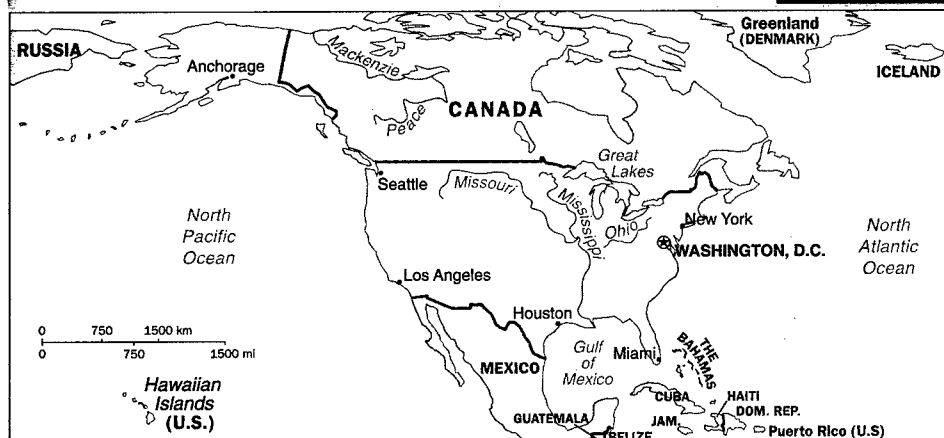 Greenland
(DENMARK)
RUSSIA
Mackenzie
Anchorage
ICELAND
CANADA
Peace
Great
Lakes
Seattle
Missouri
Mississippi
North
Pacific
Ocean
Ohio
New York
North
Atlantic
Ocean
WASHINGTON, D.C.
Los Angeles
Houston
0 750 1500 km
0 750 1500 mi
Gulf
of
Mexico
Miami
THE
BAHAMAS
MEXICO
Hawaiian
Islands
(U.S.)
CUBA
HAITI
DOM. REP.
GUATEMALA
JAM.
Puerto Rico (U.S)
BELIZE